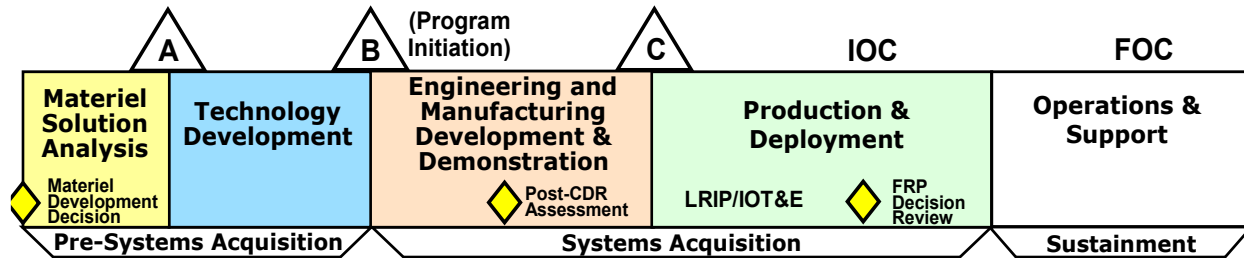 A
B
(Program
Initiation)
C
IOC
FOC
Materiel
Solution
Analysis
Technology
Development
Engineering and
Manufacturing
Development &
Demonstration
Production &
Deployment
Operations &
Support
Materiel
Development
Decision
Post-CDR
Assessment
LRIP/IOT&E
FRP
Decision
Review
Pre-Systems Acquisition
Systems Acquisition
Sustainment